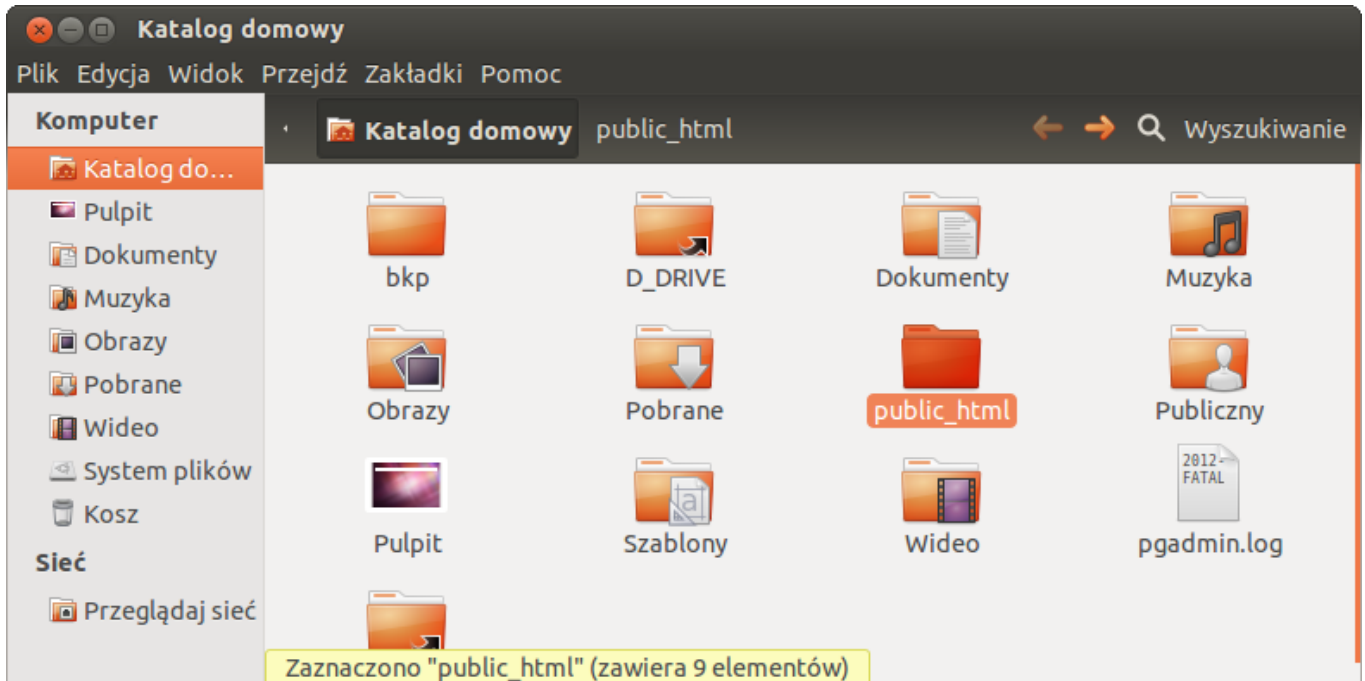 Katalog domowy
Plik Edycja Widok Przejdź Zakładki Pomoc
Komputer
Katalog do...
Pulpit
Dokumenty
Muzyka
Obrazy
Pobrane
Wideo
System plików
Kosz
Sieć
Przeglądaj sieć
Katalog domowy public_html Wyszukiwanie
bkp D_DRIVE Dokumenty Muzyka
Obrazy Pobrane public_html Publiczny
2012-
FATAL
Pulpit Szablony Wideo pgadmin.log
Zaznaczono "public_html" (zawiera 9 elementów)